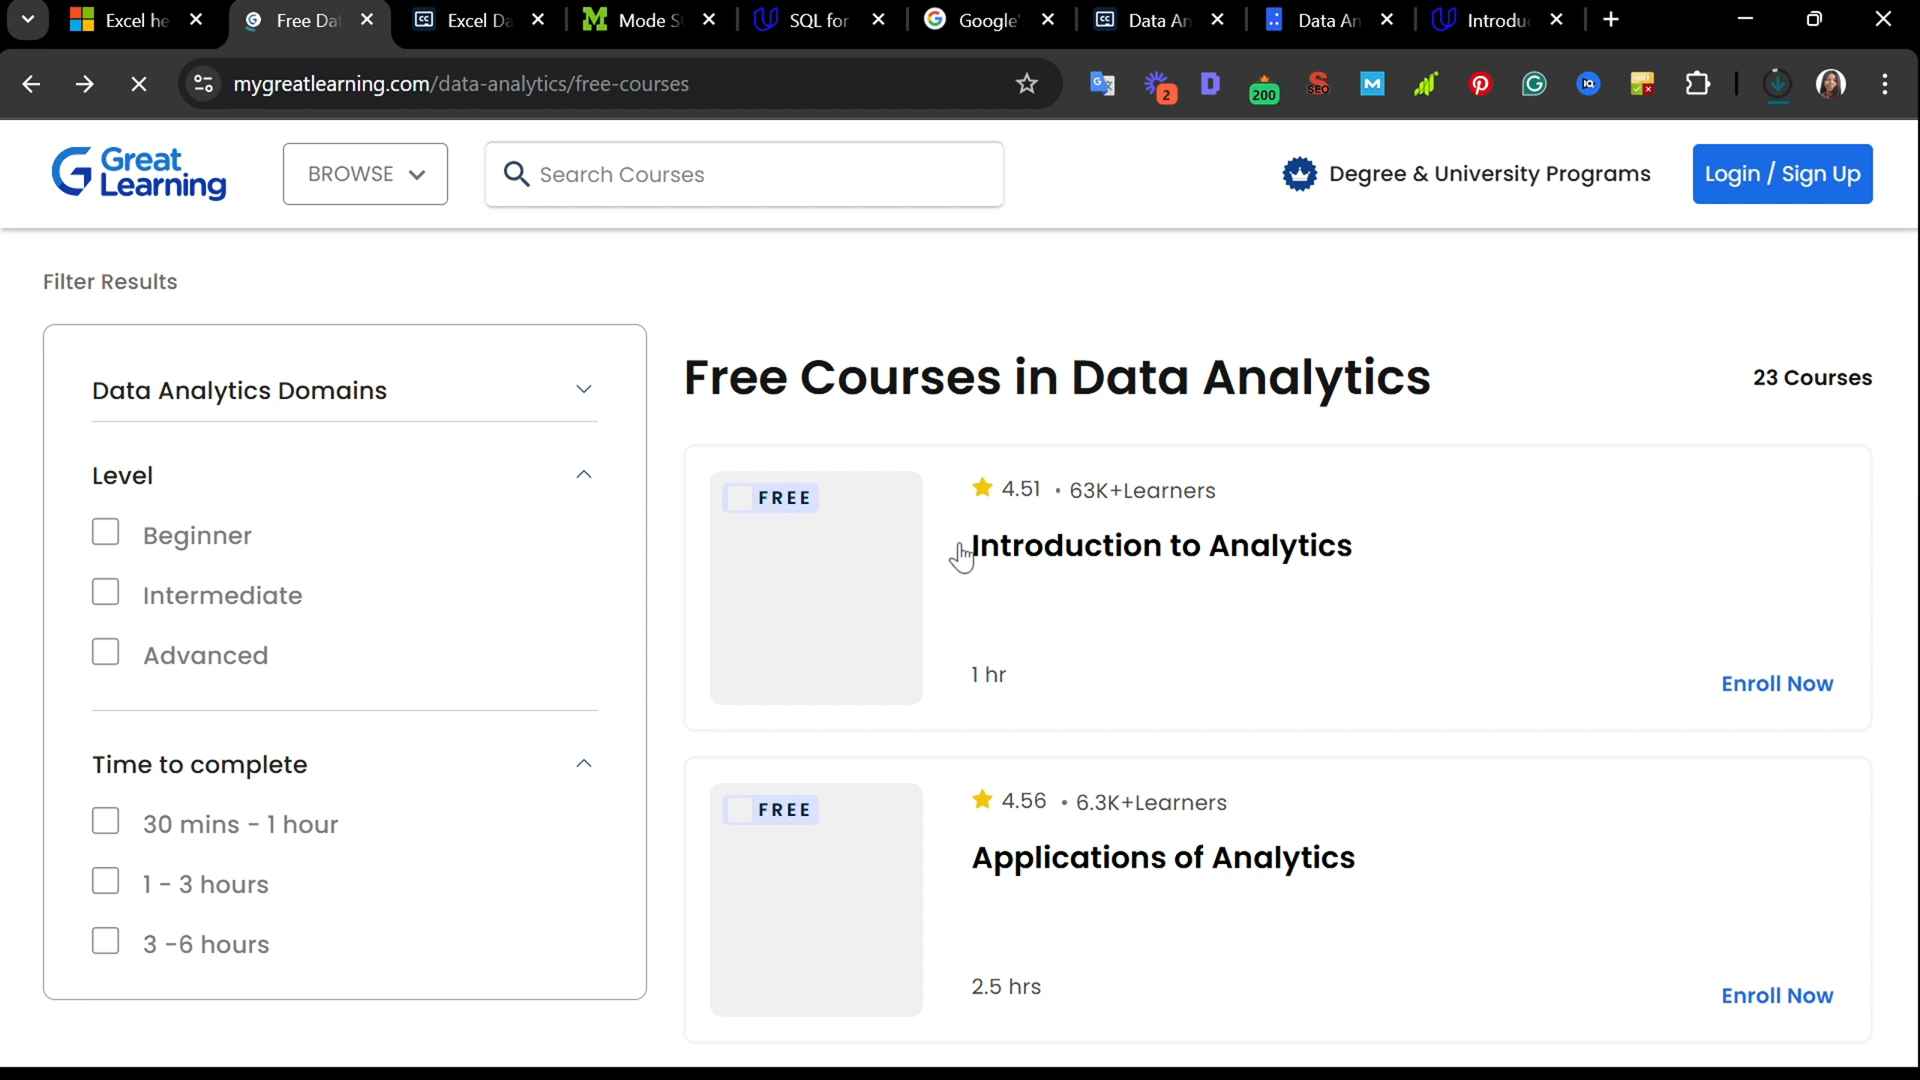 Excel he
Free Dat
Excel Da
Mode S
SQL for
Google'
Data An
Data An
Introdu
mygreatlearning.com/data-analytics/free-courses
2
200
SEO
Great Learning
BROWSE
Search Courses
Degree & University Programs
Login / Sign Up
Filter Results
Data Analytics Domains
Level
Beginner
Intermediate
Advanced
Time to complete
30 mins - 1 hour
1 - 3 hours
3 -6 hours
Free Courses in Data Analytics
23 Courses
FREE
4.51 • 63K+Learners
Introduction to Analytics
1 hr
Enroll Now
FREE
4.56 • 6.3K+Learners
Applications of Analytics
2.5 hrs
Enroll Now